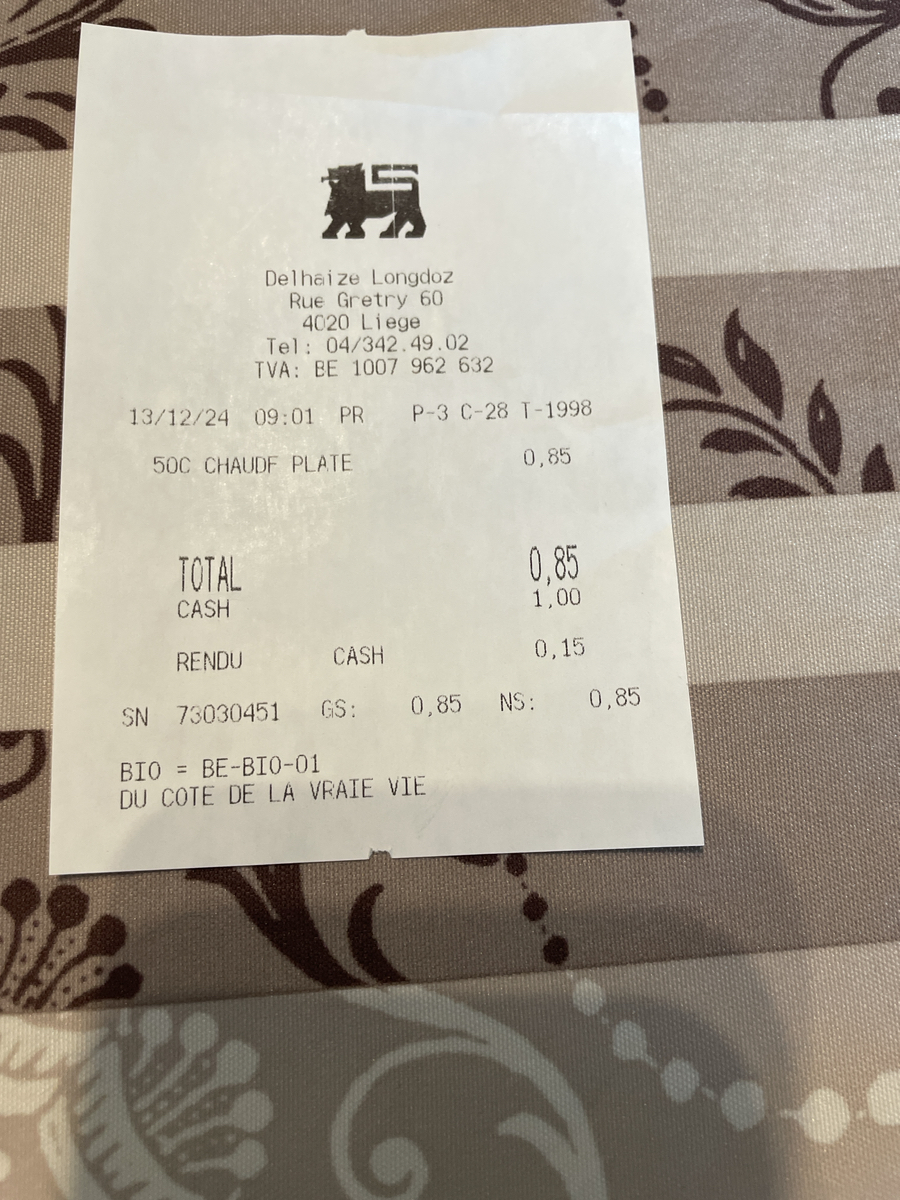 Delhaize Longdoz
Rue Gretry 60
4020 Liege
Tel: 04/342.49.02
TVA: BE 1007 962 632
13/12/24 09:01 PR P-3 C-28 T-1998
50C CHAUDF PLATE 0,85
TOTAL 0,85
CASH 1,00
RENDU CASH 0,15
SN 73030451 GS: 0,85 NS: 0,85
BIO = BE-BIO-01
DU COTE DE LA VRAIE VIE